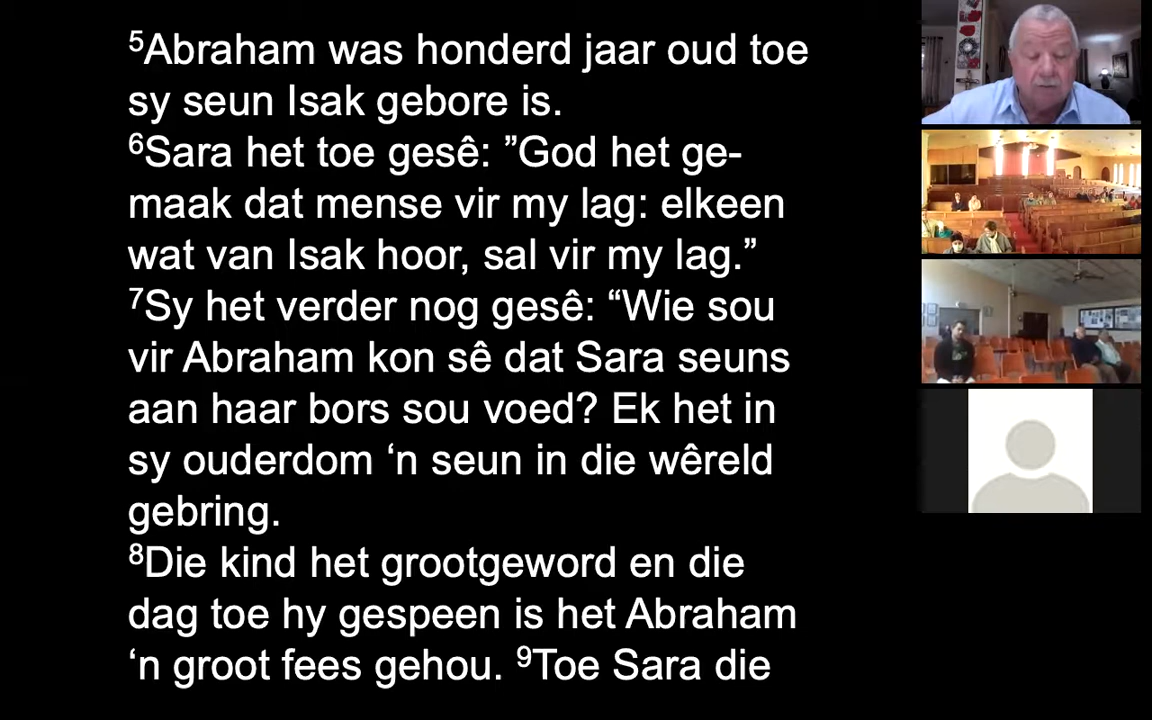 ⁵Abraham was honderd jaar oud toe
sy seun Isak gebore is.
⁶Sara het toe gesê: ”God het ge-
maak dat mense vir my lag: elkeen
wat van Isak hoor, sal vir my lag.”
⁷Sy het verder nog gesê: “Wie sou
vir Abraham kon sê dat Sara seuns
aan haar bors sou voed? Ek het in
sy ouderdom ‘n seun in die wêreld
gebring.
⁸Die kind het grootgeword en die
dag toe hy gespeen is het Abraham
‘n groot fees gehou. ⁹Toe Sara die